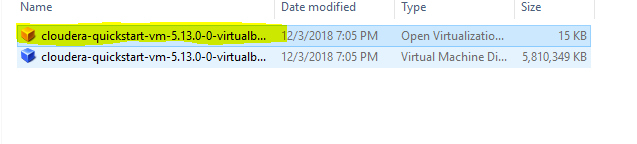 Name Date modified Type Size
cloudera-quickstart-vm-5.13.0-0-virtualb... 12/3/2018 7:05 PM Open Virtualizatio... 15 KB
cloudera-quickstart-vm-5.13.0-0-virtualb... 12/3/2018 7:05 PM Virtual Machine Di... 5,810,349 KB